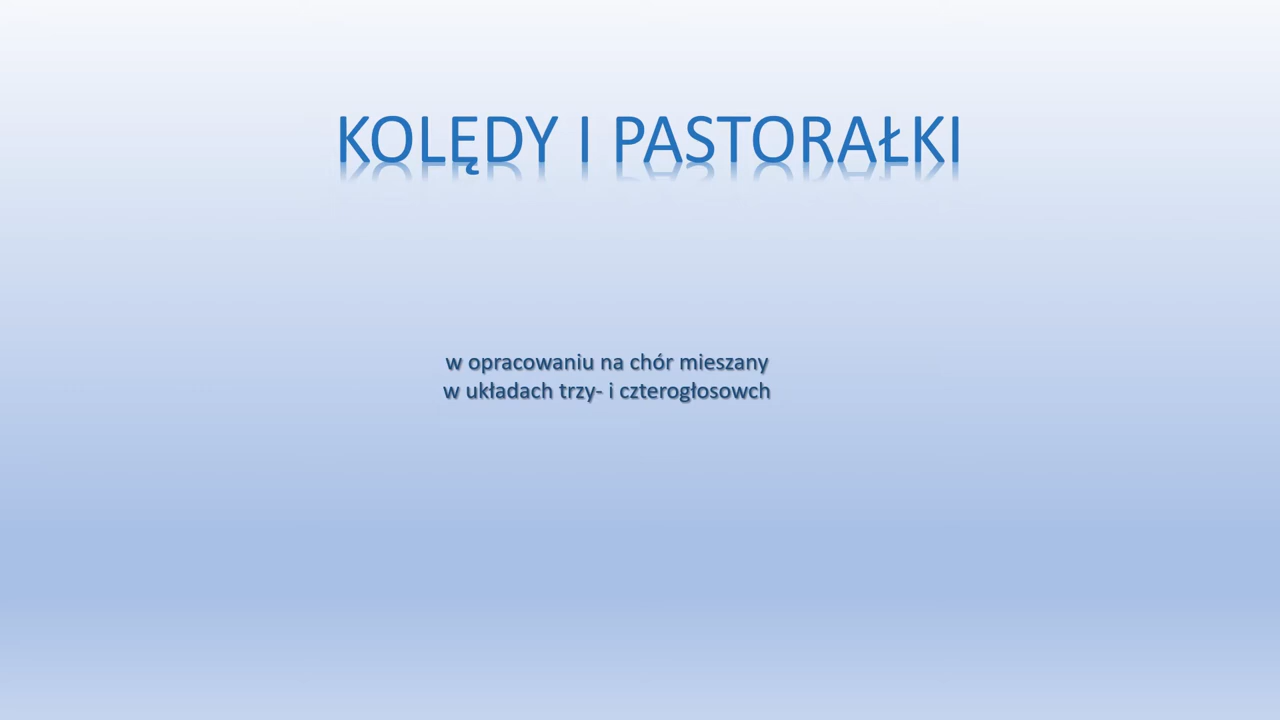 KOLĘDY I PASTORAŁKI
w opracowaniu na chór mieszany
w układach trzy- i czterogłosowch